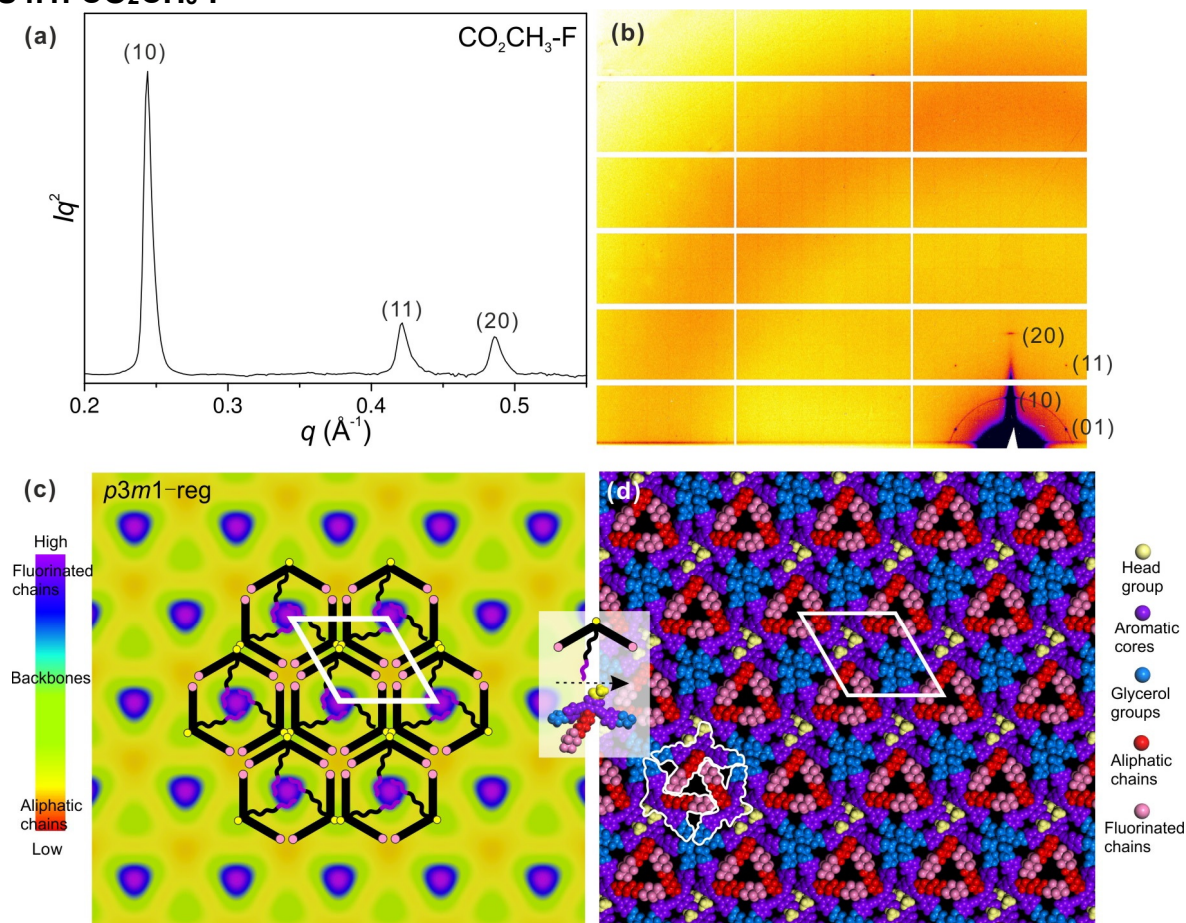 (a)
CO₂CH₃-F
(10)
(11)
(20)
Iq²
0.2
0.3
0.4
0.5
q (Å⁻¹)
(b)
(20)
(11)
(10)
(01)
(c)
p3m1–reg
High
Fluorinated
chains
Backbones
Aliphatic
chains
Low
(d)
Head
group
Aromatic
cores
Glycerol
groups
Aliphatic
chains
Fluorinated
chains